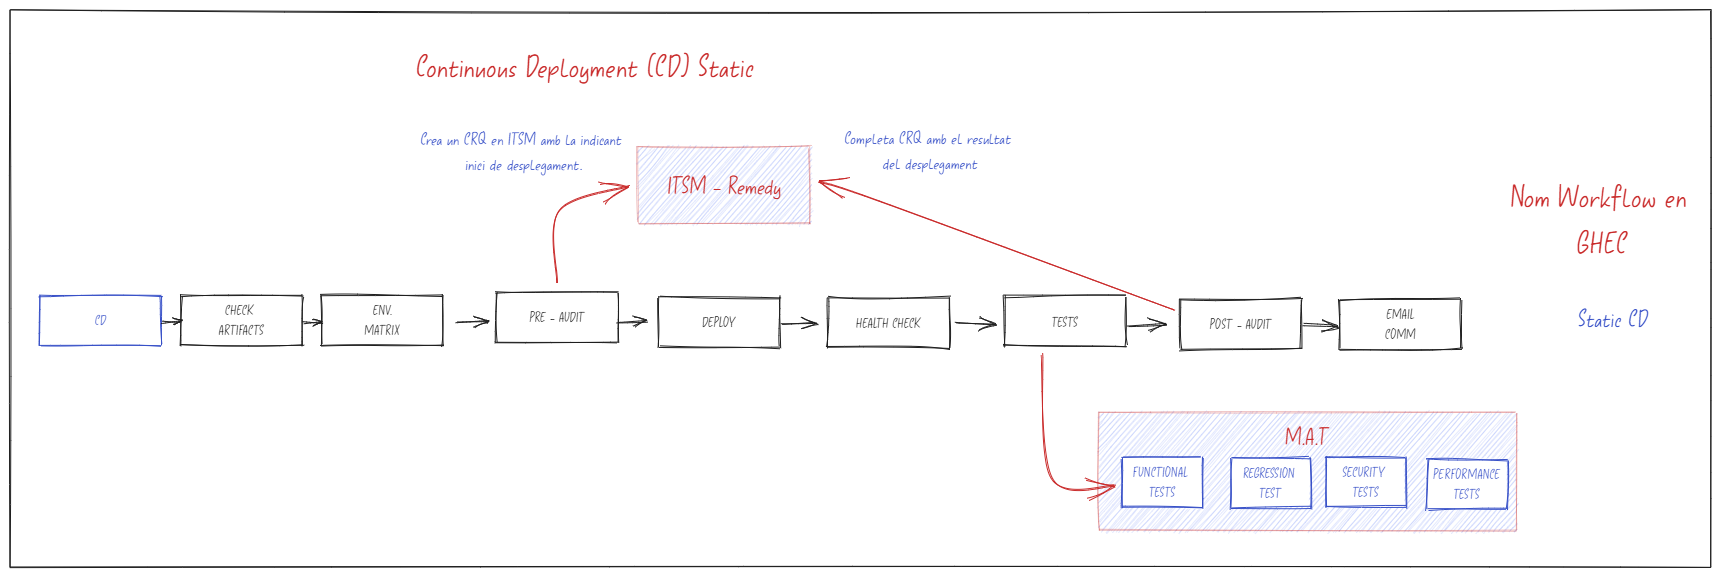 Continuous Deployment (CD) Static
Crea un CRQ en ITSM amb la indicant
inici de desplegament.
Completa CRQ amb el resultat
del desplegament
ITSM - Remedy
Nom Workflow en
GHEC
CD
CHECK
ARTIFACTS
ENV.
MATRIX
PRE - AUDIT
DEPLOY
HEALTH CHECK
TESTS
POST - AUDIT
EMAIL
COMM
Static CD
M.A.T
FUNCTIONAL
TESTS
REGRESSION
TEST
SECURITY
TESTS
PERFORMANCE
TESTS